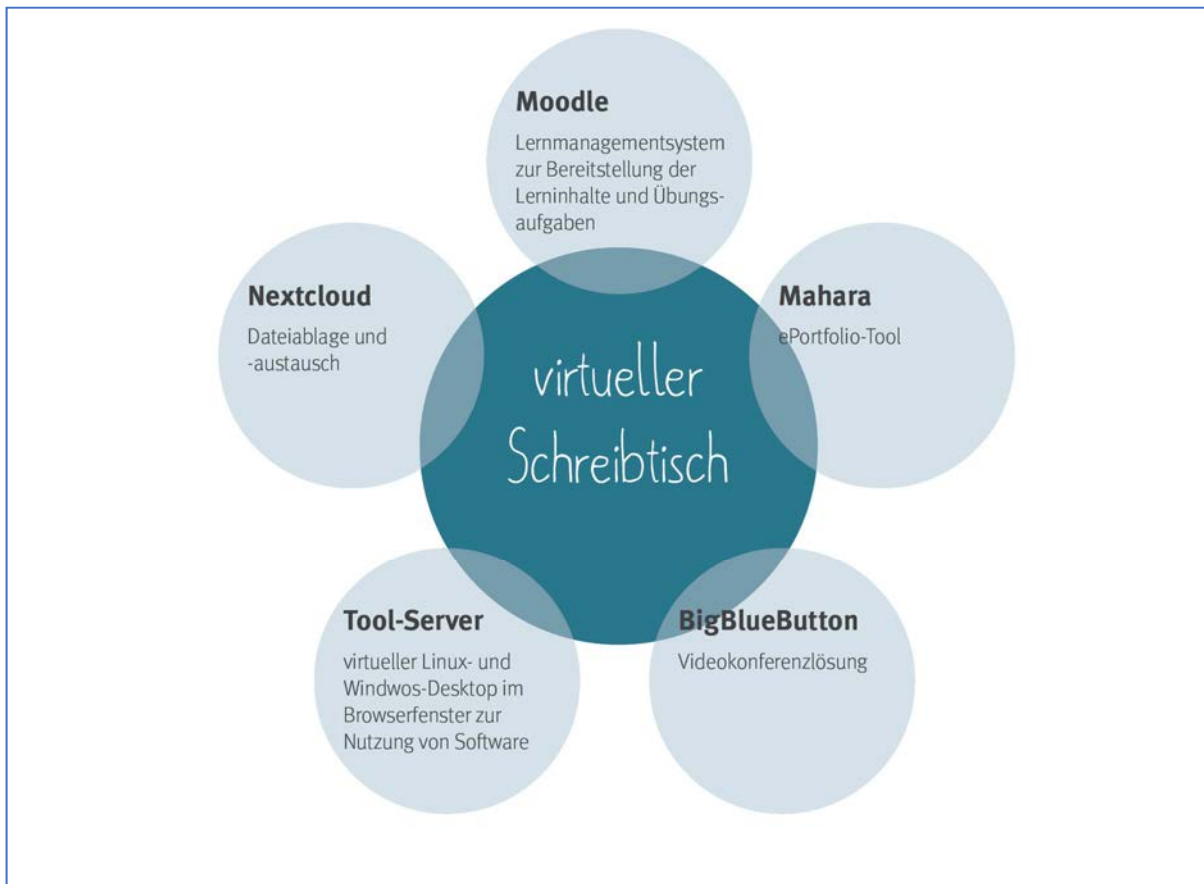 Moodle
Lernmanagementsystem
zur Bereitstellung der
Lerninhalte und Übungs-
aufgaben
Nextcloud
Dateiablage und
-austausch
Mahara
ePortfolio-Tool
virtueller
Schreibtisch
Tool-Server
virtueller Linux- und
Windwos-Desktop im
Browserfenster zur
Nutzung von Software
BigBlueButton
Videokonferenzlösung